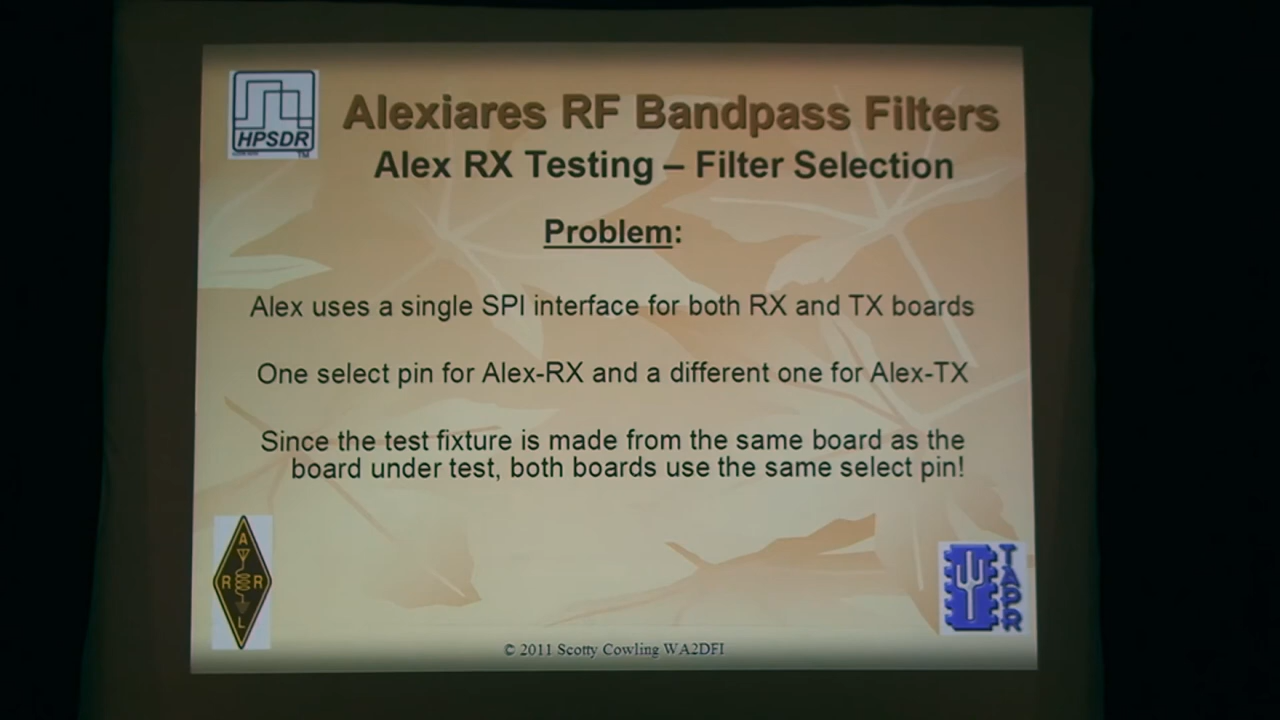 HPSDR
TM
Alexiares RF Bandpass Filters
Alex RX Testing – Filter Selection
Problem:
Alex uses a single SPI interface for both RX and TX boards
One select pin for Alex-RX and a different one for Alex-TX
Since the test fixture is made from the same board as the
board under test, both boards use the same select pin!
A
R R
L
TAPR
© 2011 Scotty Cowling WA2DFI